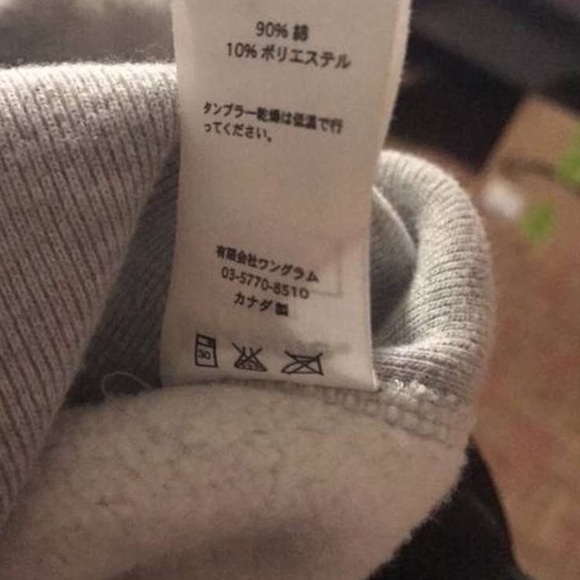 90% 綿
10% ポリエステル
タンブラー乾燥は低温で行
ってください。
有限会社ワングラム
03-5770-8510
カナダ製
30